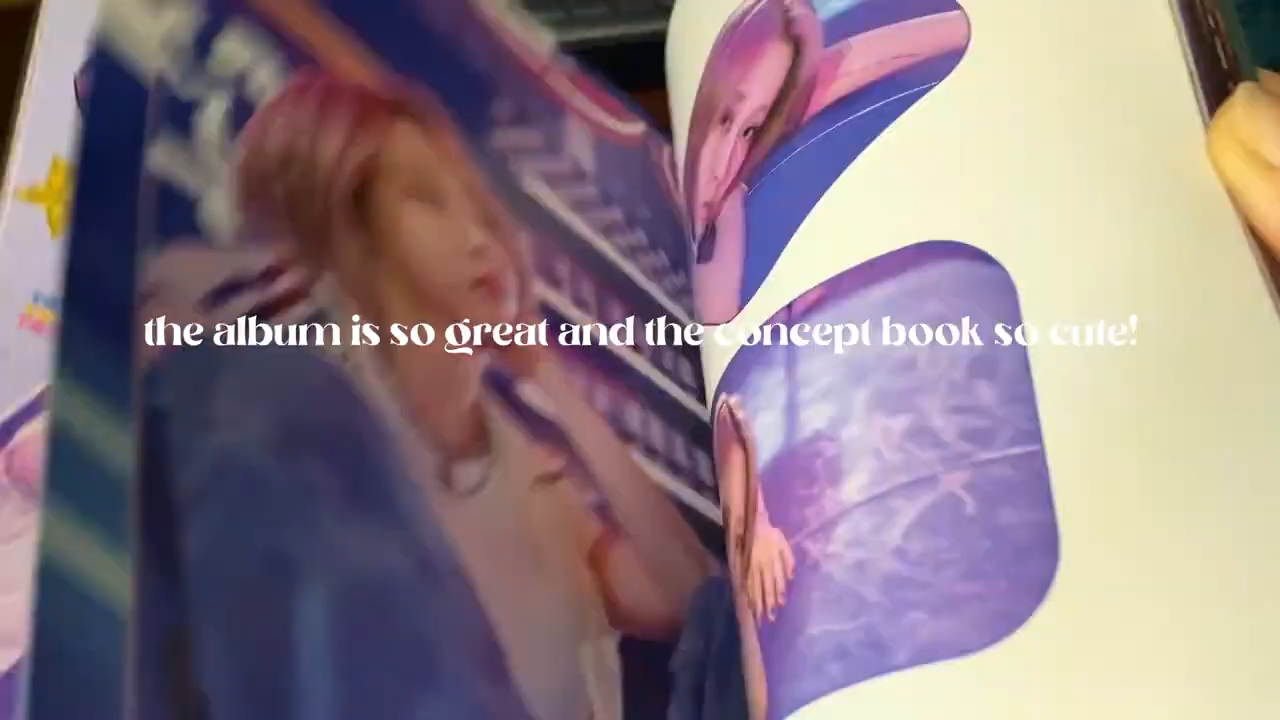 the album is so great and the concept book so cute!